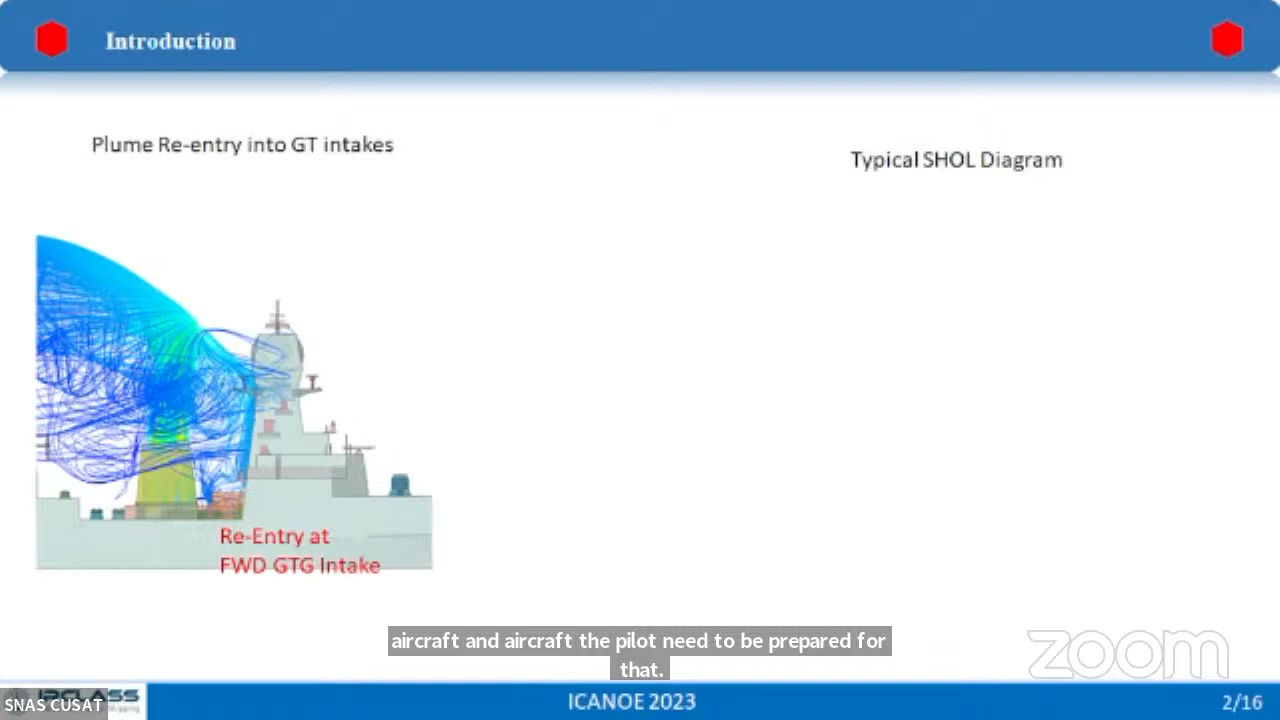 Introduction
Plume Re-entry into GT intakes
Typical SHOL Diagram
Re-Entry at
FWD GTG Intake
aircraft and aircraft the pilot need to be prepared for
that.
zoom
SNAS CUSAT
ICANOE 2023
2/16